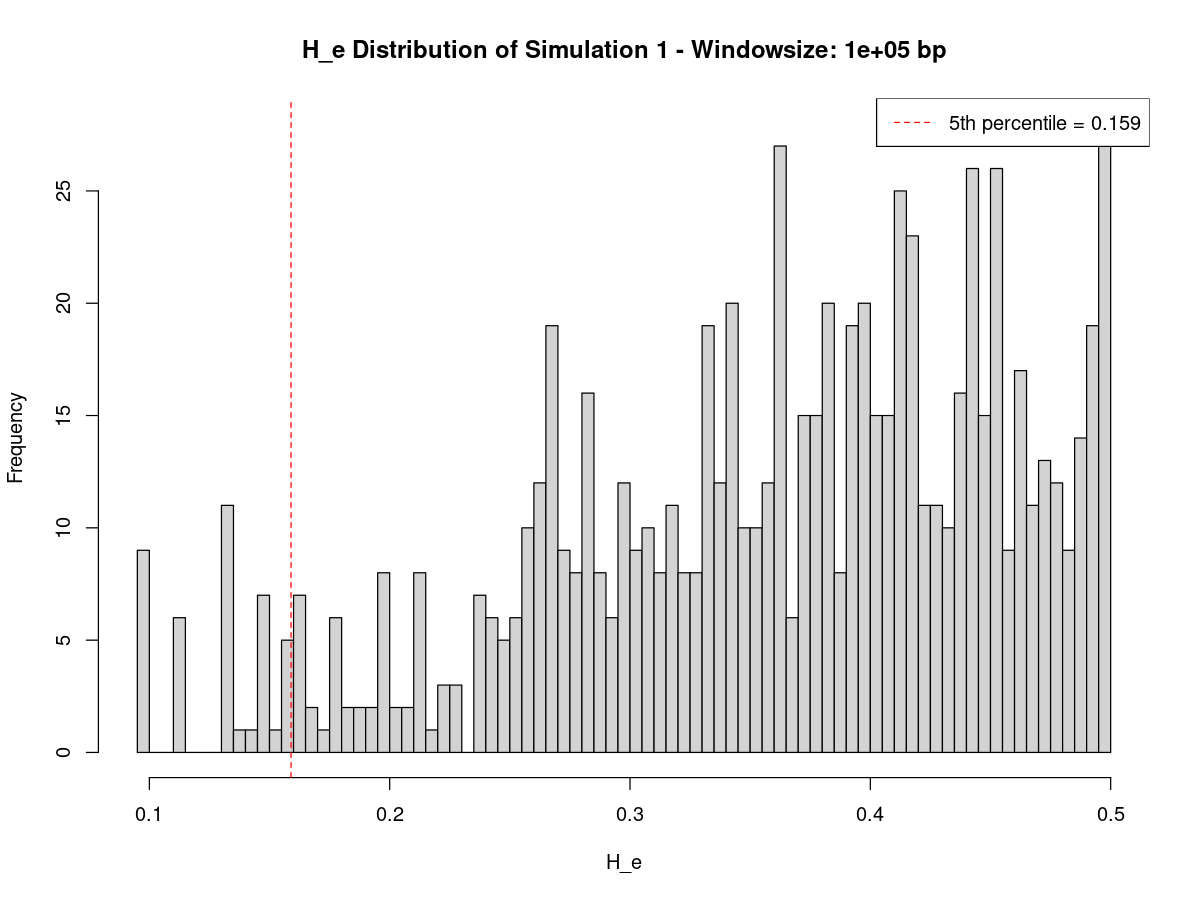 H_e Distribution of Simulation 1 - Windowsize: 1e+05 bp
5th percentile = 0.159
Frequency
25
20
15
10
5
0
0.1 0.2 0.3 0.4 0.5
H_e